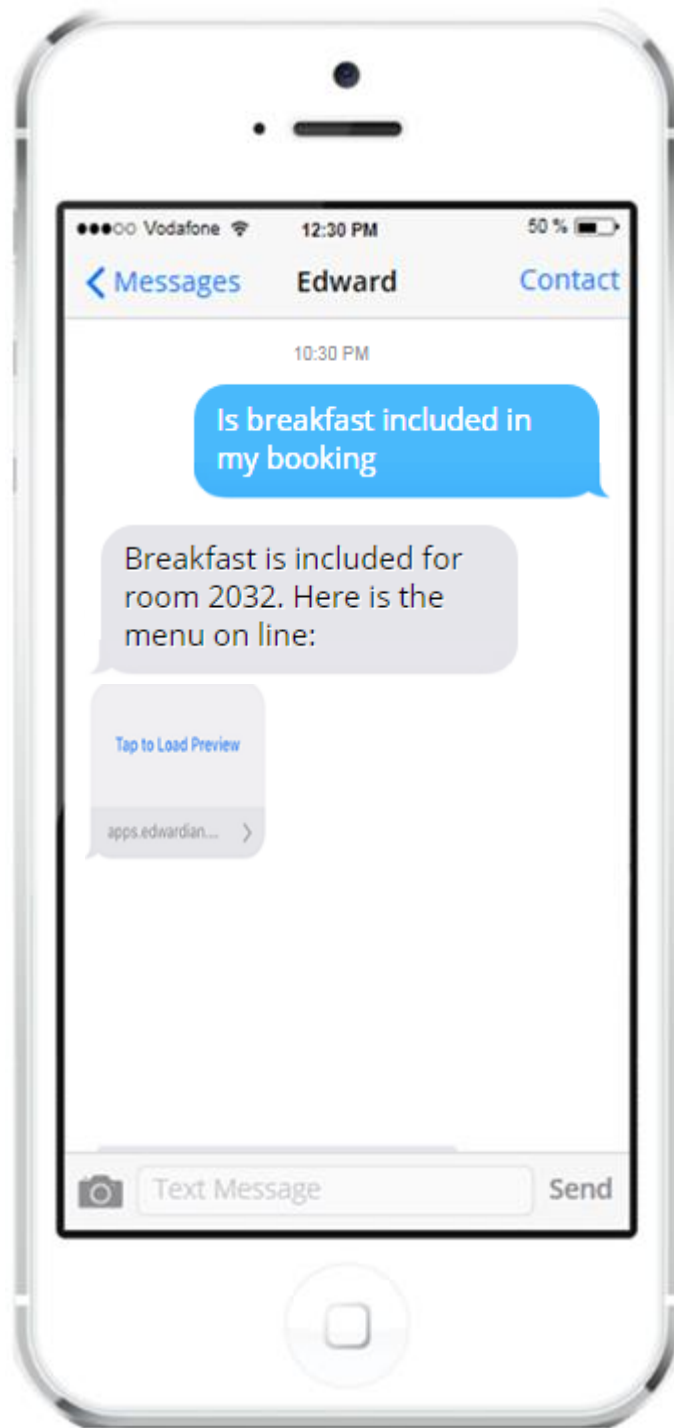 ●●●○○ Vodafone 12:30 PM 50 %
Messages Edward Contact
10:30 PM
Is breakfast included in
my booking
Breakfast is included for
room 2032. Here is the
menu on line:
Tap to Load Preview
apps.edwardian...
Text Message Send